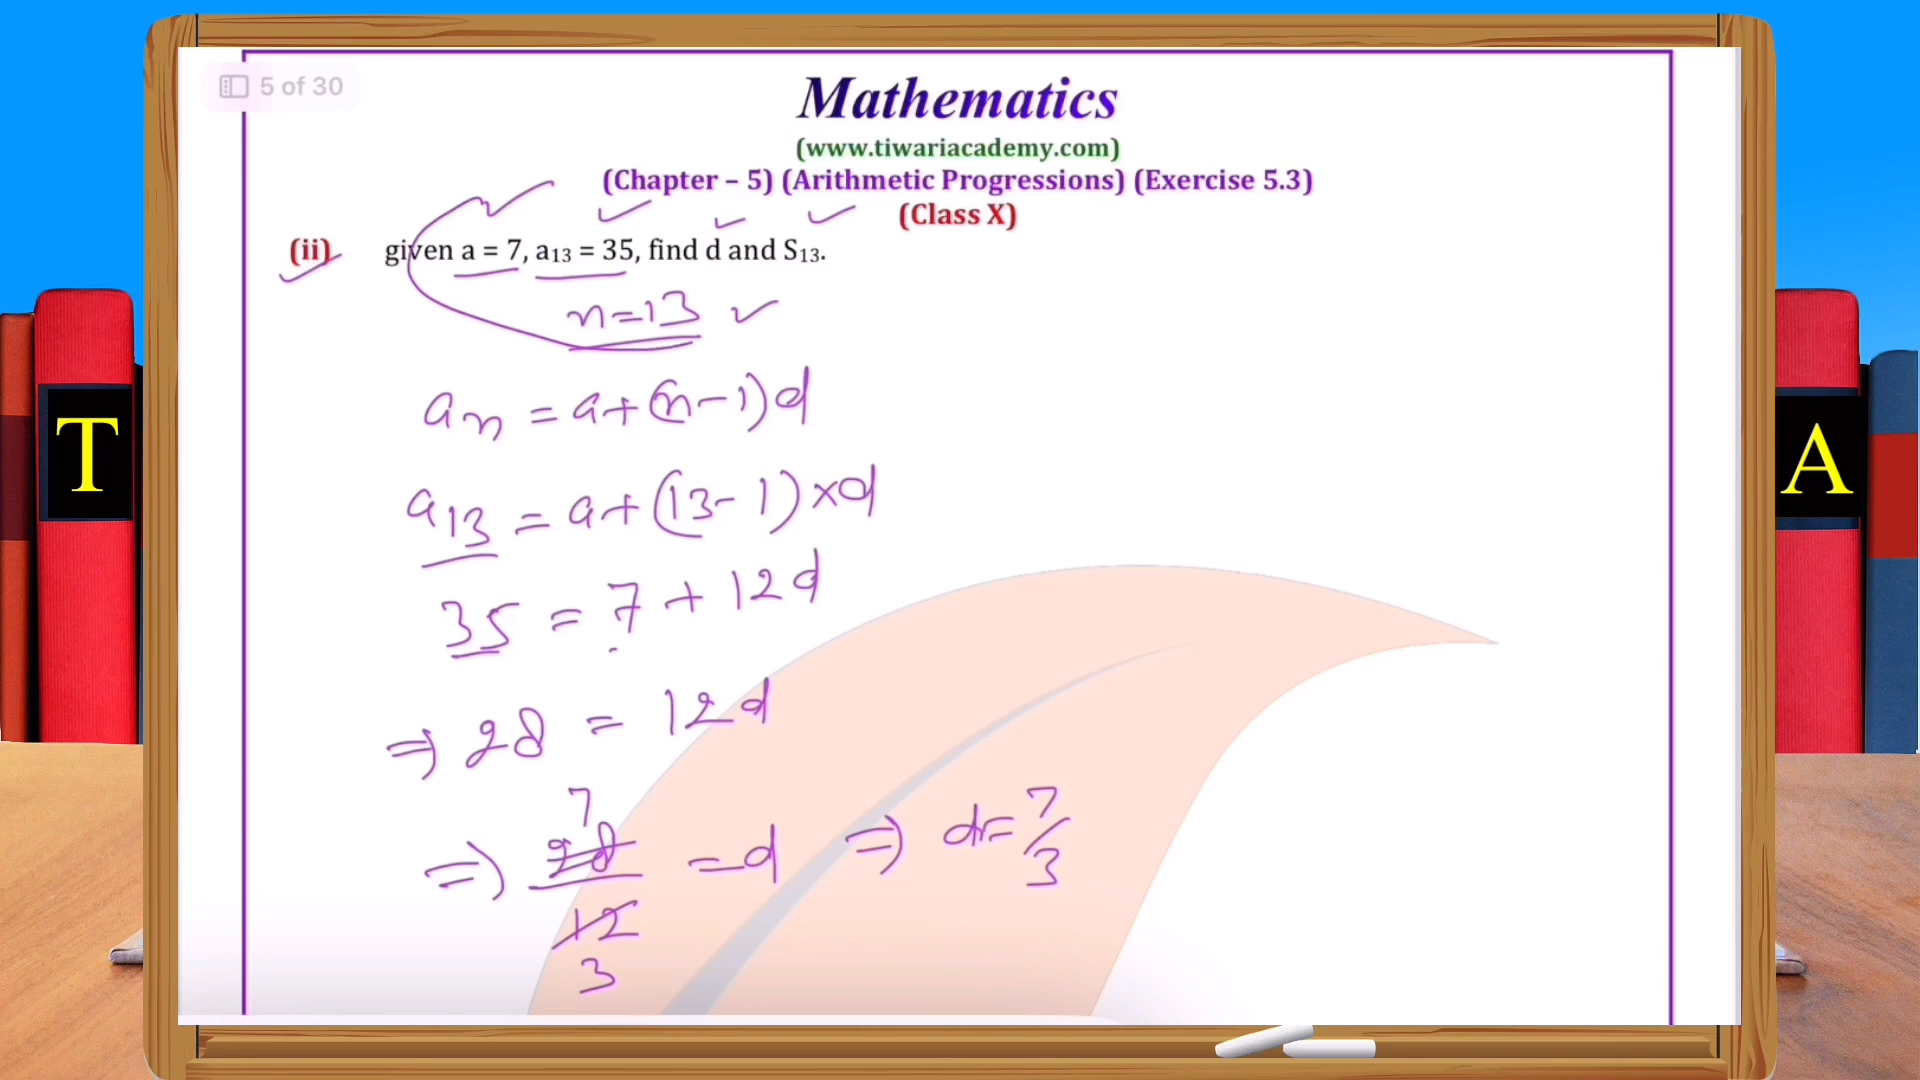 5 of 30
Mathematics
(www.tiwariacademy.com)
(Chapter – 5) (Arithmetic Progressions) (Exercise 5.3)
(Class X)
(ii) given a = 7, a₁₃ = 35, find d and S₁₃.
n=13
aₙ = a+(n-1)d
a₁₃ = a+(13-1)×d
35 = 7 + 12d
⇒ 28 = 12d
7
⇒ 28/12 = d ⇒ d=7/3
3
T
A